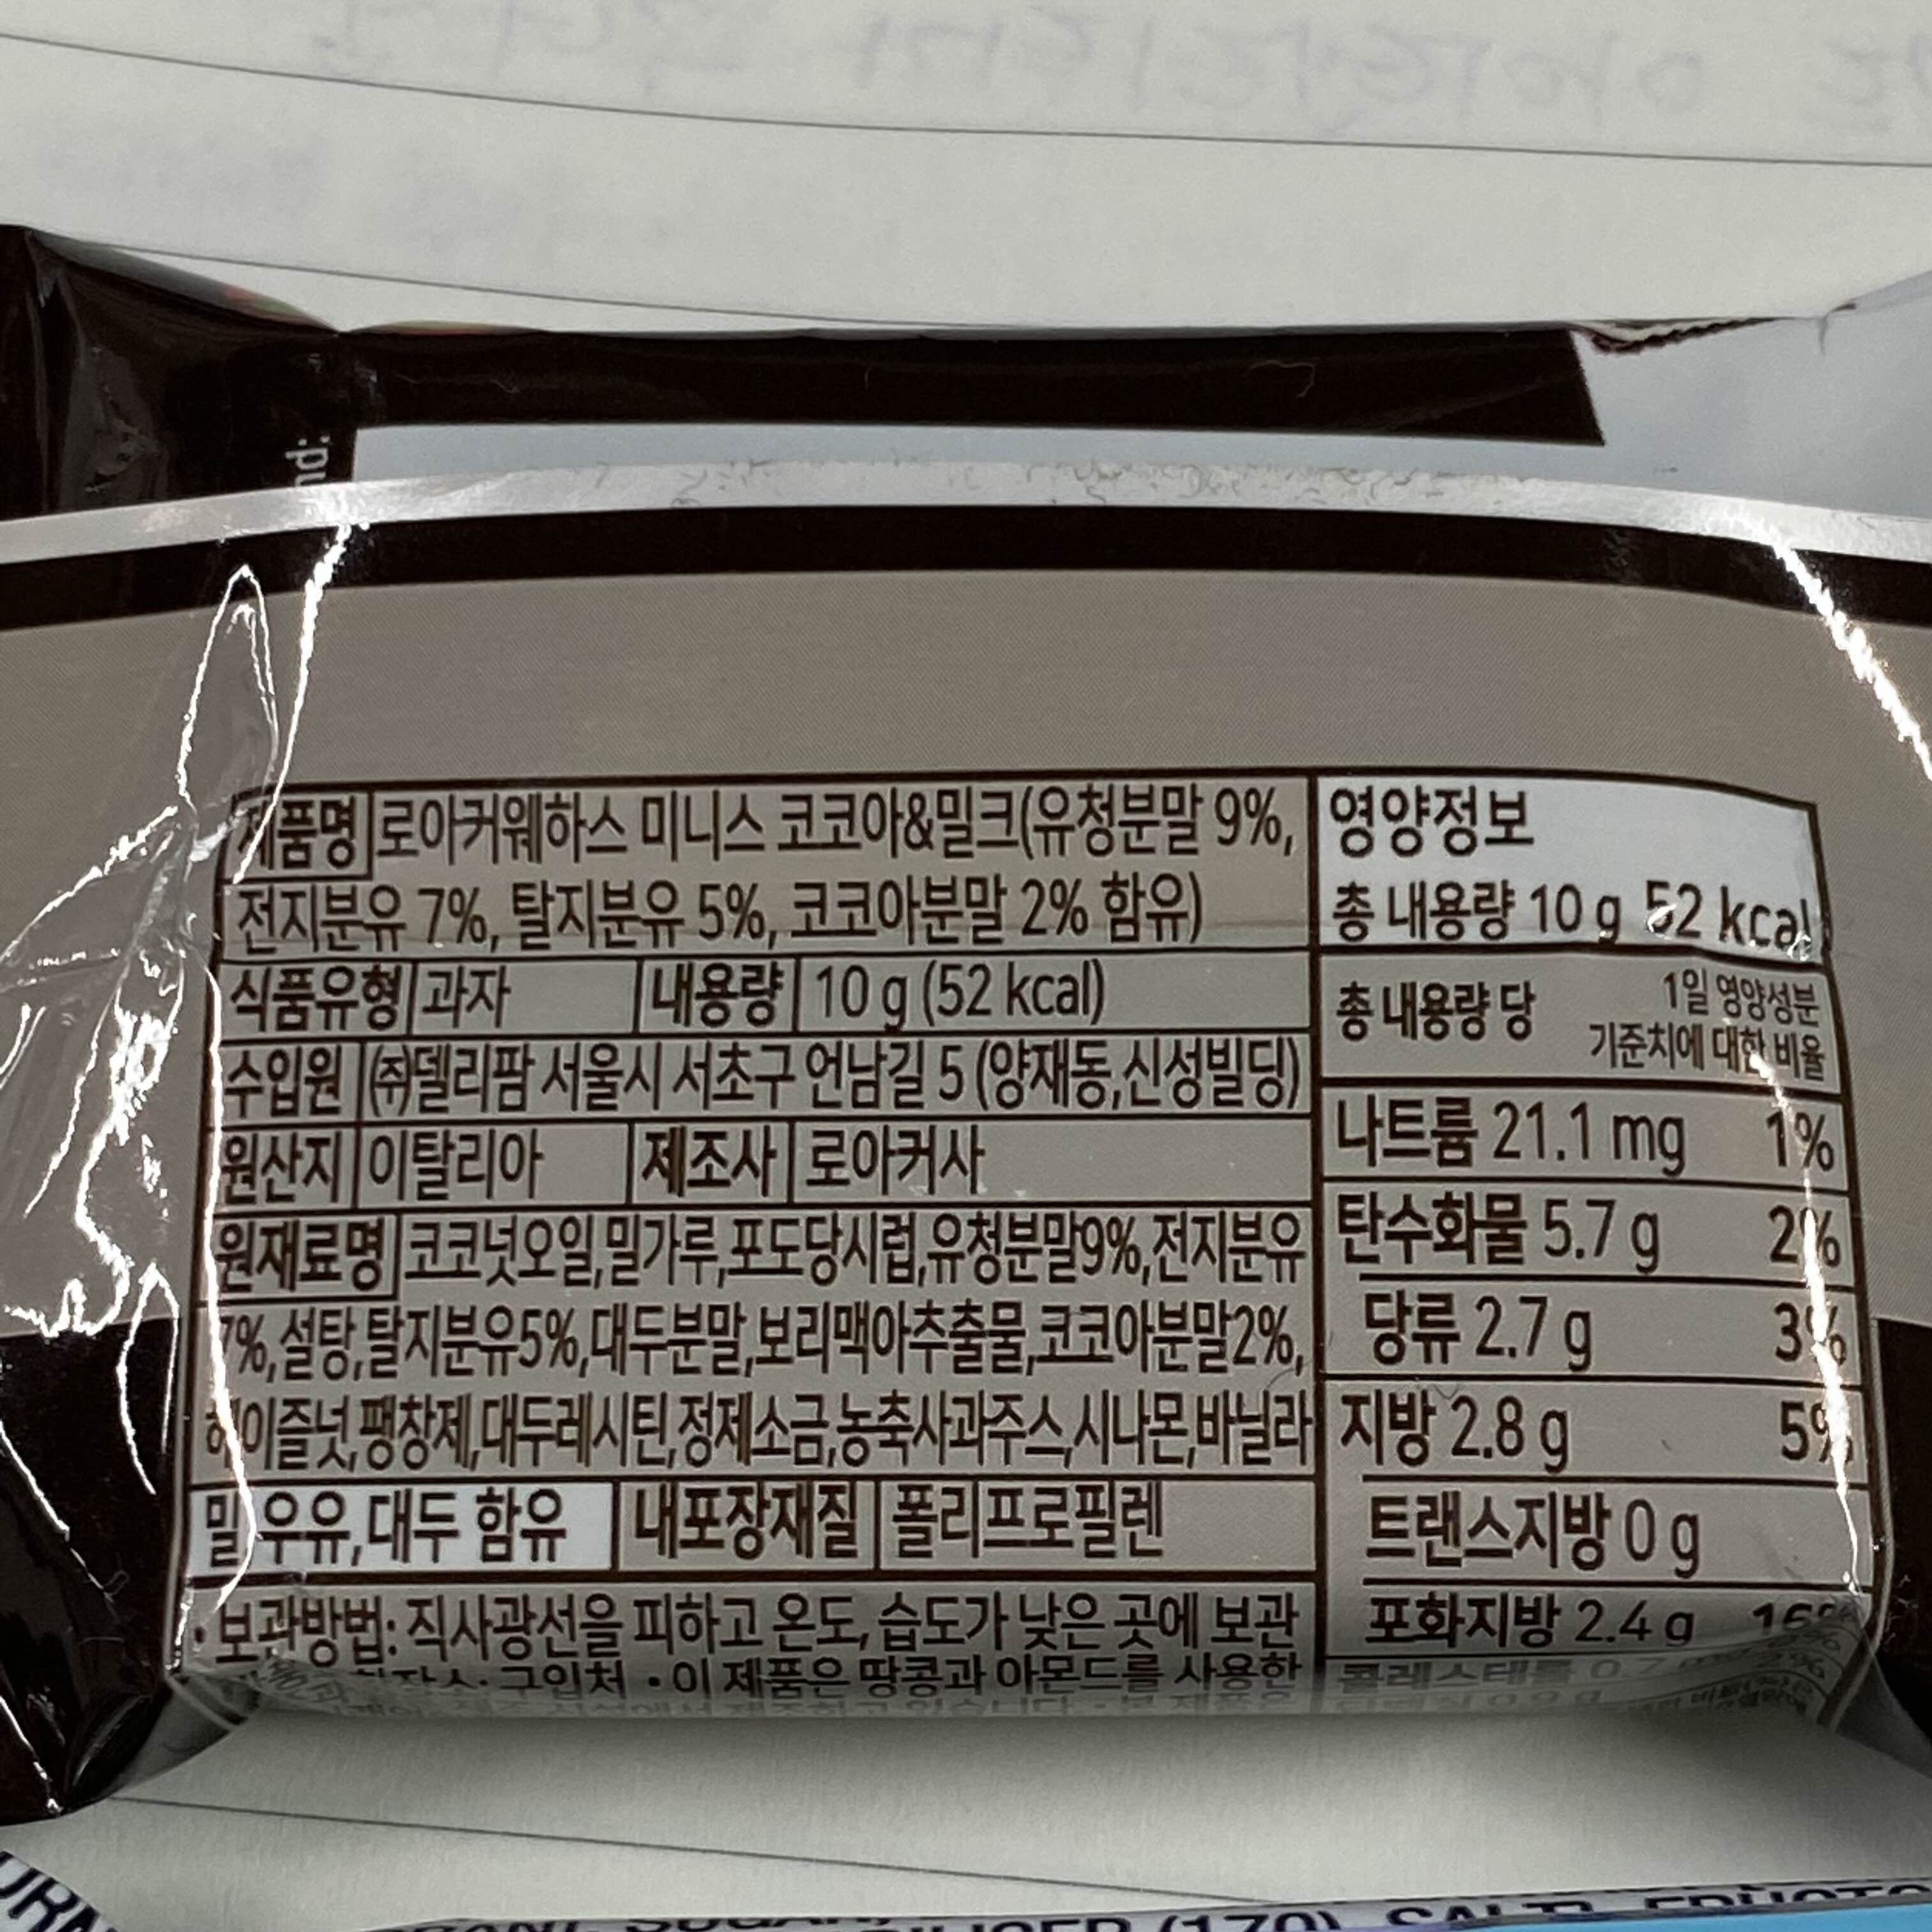 nd:
제품명 로아커웨하스 미니스 코코아&밀크(유청분말 9%,
전지분유 7%, 탈지분유 5%, 코코아분말 2% 함유)
식품유형 과자 내용량 10 g (52 kcal)
수입원 ㈜델리팜 서울시 서초구 언남길 5 (양재동,신성빌딩)
원산지 이탈리아 제조사 로아커사
원재료명 코코넛오일,밀가루,포도당시럽,유청분말9%,전지분유
7%,설탕,탈지분유5%,대두분말,보리맥아추출물,코코아분말2%,
헤이즐넛,팽창제,대두레시틴,정제소금,농축사과주스,시나몬,바닐라
밀,우유,대두 함유 내포장재질 폴리프로필렌
•보관방법: 직사광선을 피하고 온도, 습도가 낮은 곳에 보관
구입처 •이 제품은 땅콩과 아몬드를 사용한
영양정보
총 내용량 10 g 52 kcal
총 내용량 당 1일 영양성분
기준치에 대한 비율
나트륨 21.1 mg 1%
탄수화물 5.7 g 2%
당류 2.7 g 3%
지방 2.8 g 5%
트랜스지방 0 g
포화지방 2.4 g 16%
콜레스테롤